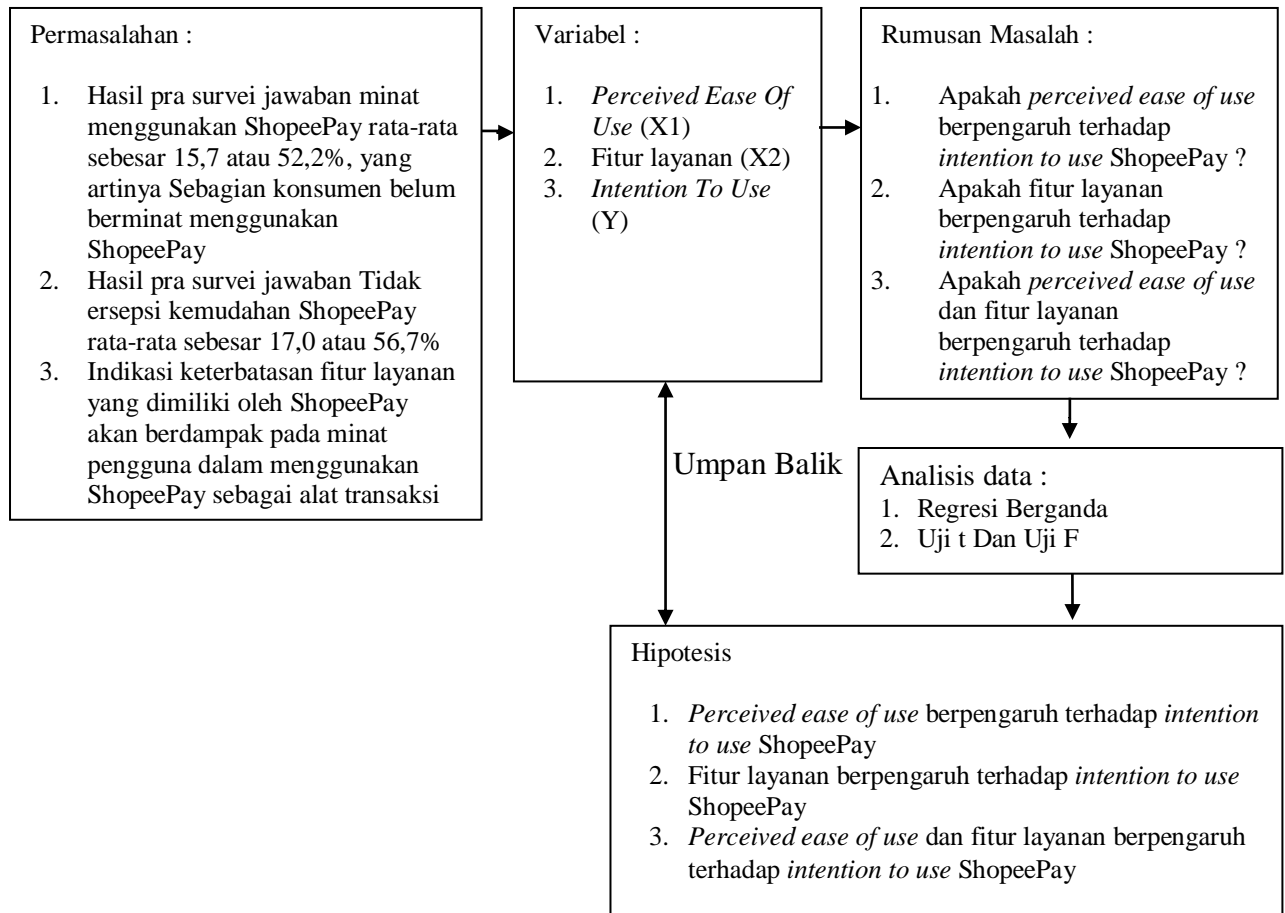 Permasalahan :
1. Hasil pra survei jawaban minat
menggunakan ShopeePay rata-rata
sebesar 15,7 atau 52,2%, yang
artinya Sebagian konsumen belum
berminat menggunakan
ShopeePay
2. Hasil pra survei jawaban Tidak
ersepsi kemudahan ShopeePay
rata-rata sebesar 17,0 atau 56,7%
3. Indikasi keterbatasan fitur layanan
yang dimiliki oleh ShopeePay
akan berdampak pada minat
pengguna dalam menggunakan
ShopeePay sebagai alat transaksi
Variabel :
1. Perceived Ease Of
Use (X1)
2. Fitur layanan (X2)
3. Intention To Use
(Y)
Rumusan Masalah :
1. Apakah perceived ease of use
berpengaruh terhadap
intention to use ShopeePay ?
2. Apakah fitur layanan
berpengaruh terhadap
intention to use ShopeePay ?
3. Apakah perceived ease of use
dan fitur layanan
berpengaruh terhadap
intention to use ShopeePay ?
Umpan Balik
Analisis data :
1. Regresi Berganda
2. Uji t Dan Uji F
Hipotesis
1. Perceived ease of use berpengaruh terhadap intention
to use ShopeePay
2. Fitur layanan berpengaruh terhadap intention to use
ShopeePay
3. Perceived ease of use dan fitur layanan berpengaruh
terhadap intention to use ShopeePay